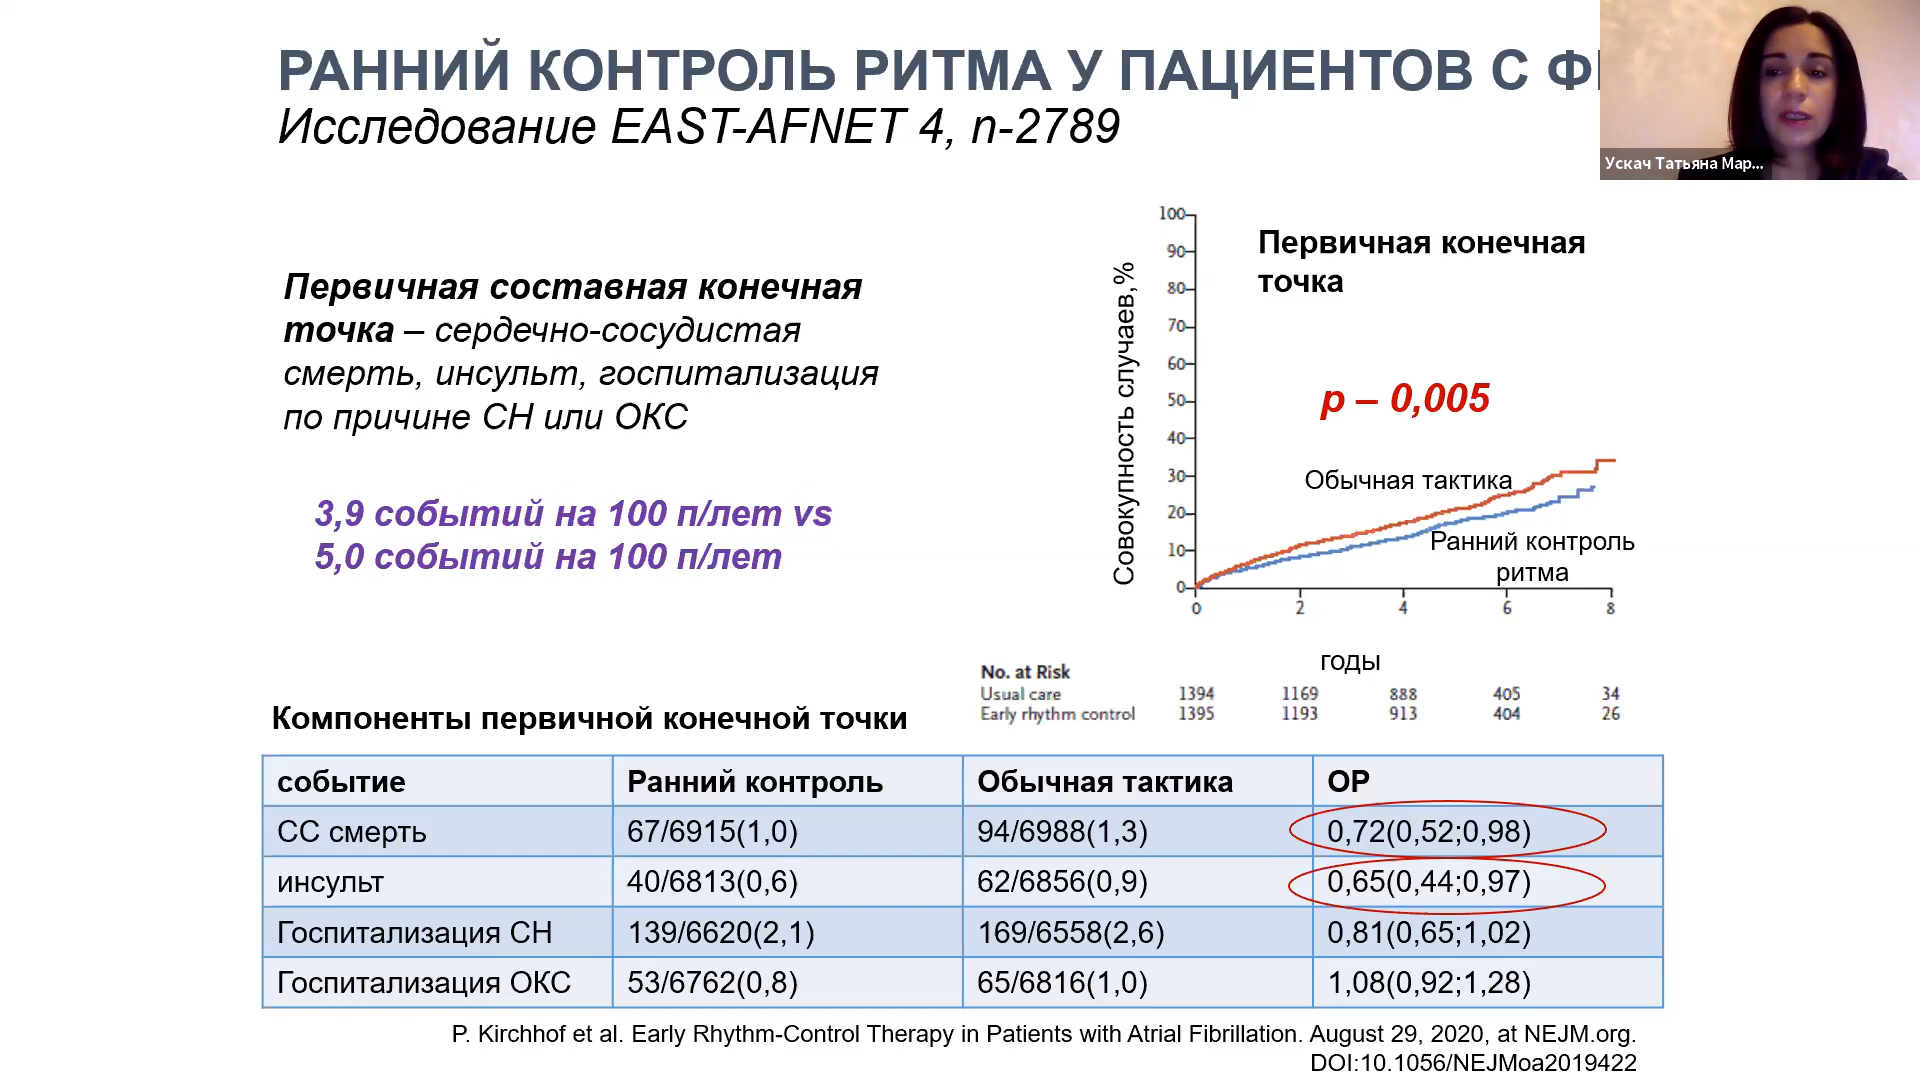 РАННИЙ КОНТРОЛЬ РИТМА У ПАЦИЕНТОВ С
Исследование EAST-AFNET 4, n-2789
Ускач Татьяна Мар...
Первичная составная конечная
точка – сердечно-сосудистая
смерть, инсульт, госпитализация
по причине СН или ОКС
3,9 событий на 100 п/лет vs
5,0 событий на 100 п/лет
Совокупность случаев,%
100
90
80
70
60
50
40
30
20
10
0
Первичная конечная
точка
p – 0,005
Обычная тактика
Ранний контроль
ритма
0 2 4 6 8
годы
No. at Risk
Usual care 1394 1169 888 405 34
Early rhythm control 1395 1193 913 404 26
Компоненты первичной конечной точки
событие Ранний контроль Обычная тактика ОР
СС смерть 67/6915(1,0) 94/6988(1,3) 0,72(0,52;0,98)
инсульт 40/6813(0,6) 62/6856(0,9) 0,65(0,44;0,97)
Госпитализация СН 139/6620(2,1) 169/6558(2,6) 0,81(0,65;1,02)
Госпитализация ОКС 53/6762(0,8) 65/6816(1,0) 1,08(0,92;1,28)
P. Kirchhof et al. Early Rhythm-Control Therapy in Patients with Atrial Fibrillation. August 29, 2020, at NEJM.org.
DOI:10.1056/NEJMoa2019422